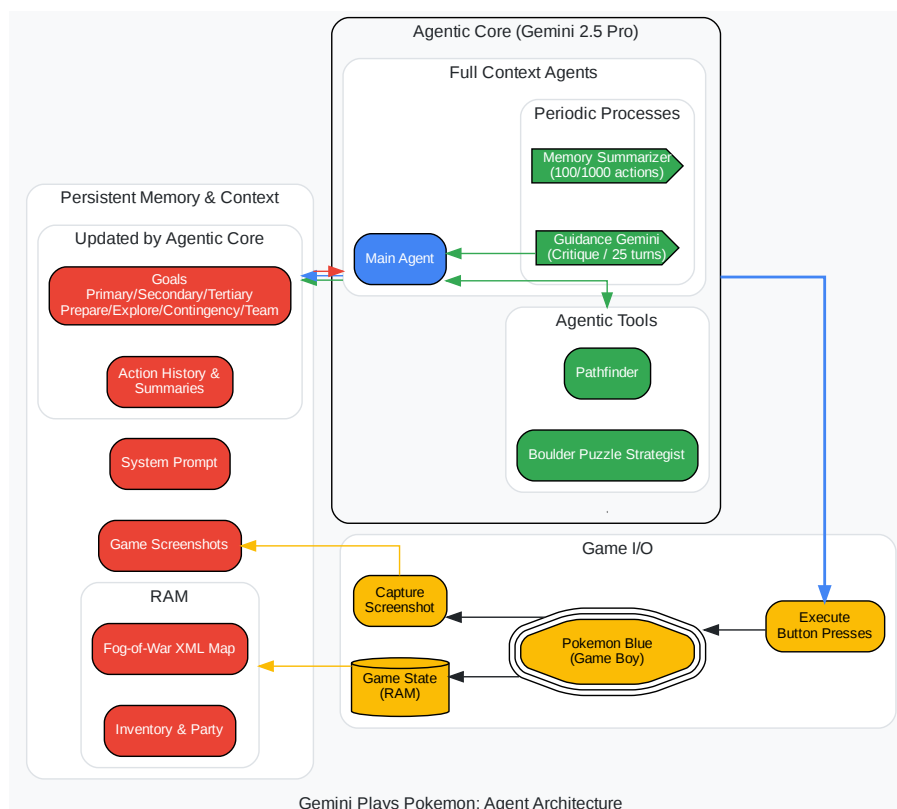 Agentic Core (Gemini 2.5 Pro)
Full Context Agents
Periodic Processes
Memory Summarizer
(100/1000 actions)
Guidance Gemini
(Critique / 25 turns)
Main Agent
Agentic Tools
Pathfinder
Boulder Puzzle Strategist
.
Persistent Memory & Context
Updated by Agentic Core
Goals
Primary/Secondary/Tertiary
Prepare/Explore/Contingency/Team
Action History &
Summaries
System Prompt
Game Screenshots
RAM
Fog-of-War XML Map
Inventory & Party
Game I/O
Capture
Screenshot
Game State
(RAM)
Pokemon Blue
(Game Boy)
Execute
Button Presses
Gemini Plays Pokemon: Agent Architecture